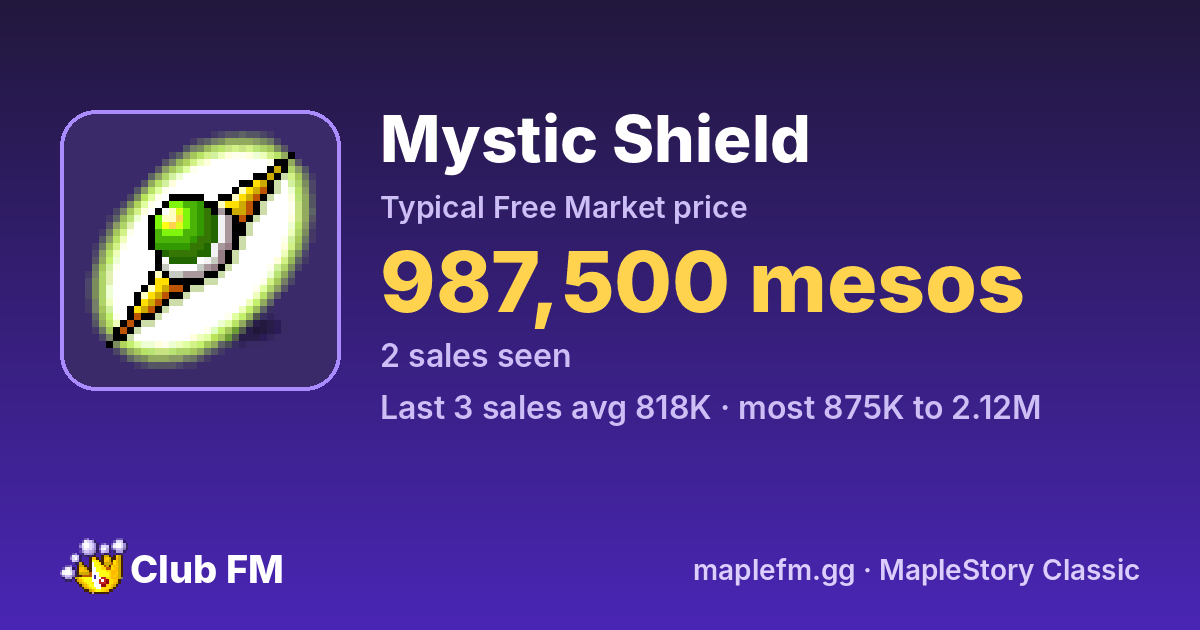 Mystic Shield
Typical Free Market price
987,500 mesos
2 sales seen
Last 3 sales avg 818K · most 875K to 2.12M
Club FM
maplefm.gg · MapleStory Classic